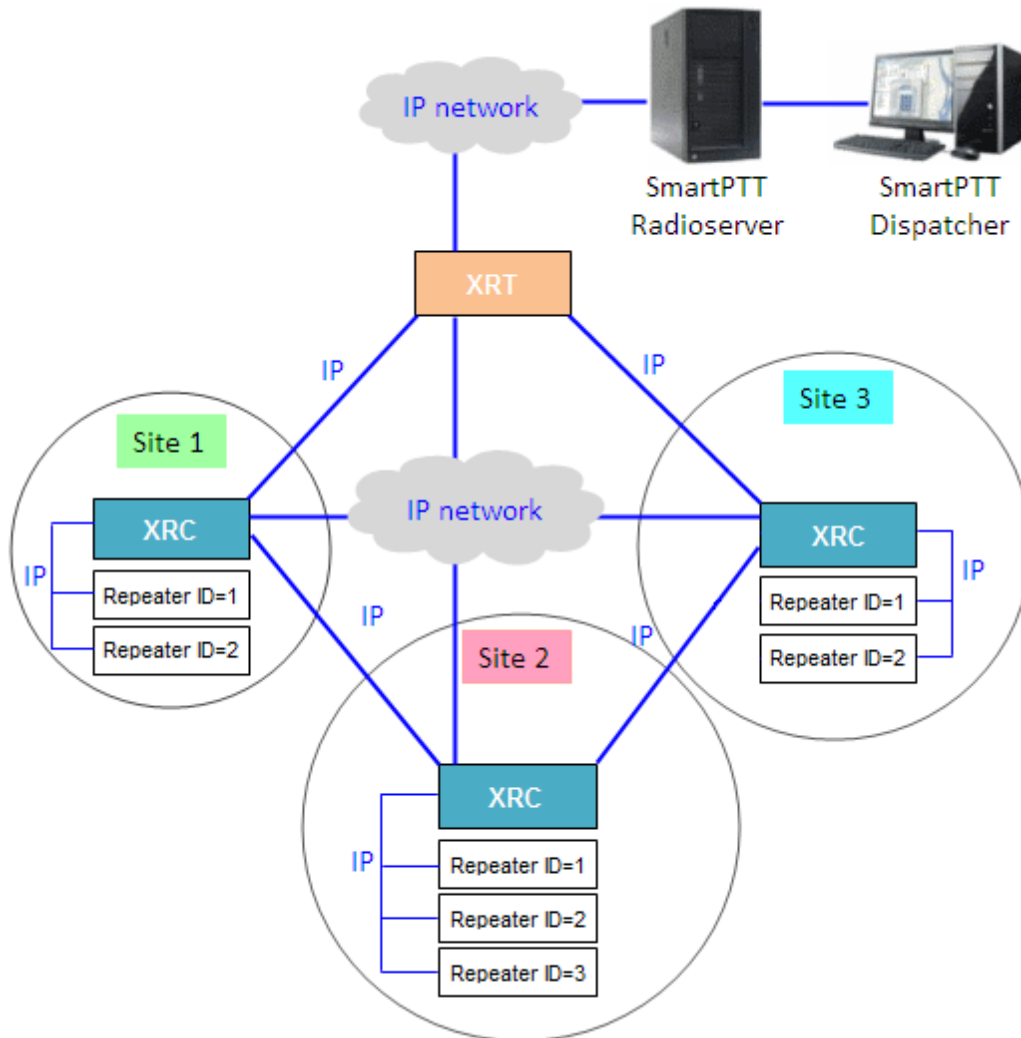 IP network
SmartPTT
Radioserver
SmartPTT
Dispatcher
XRT
IP
IP
Site 1
Site 3
XRC
IP network
XRC
IP
Repeater ID=1
Repeater ID=2
IP
Repeater ID=1
Repeater ID=2
IP
IP
Site 2
XRC
IP
Repeater ID=1
Repeater ID=2
Repeater ID=3